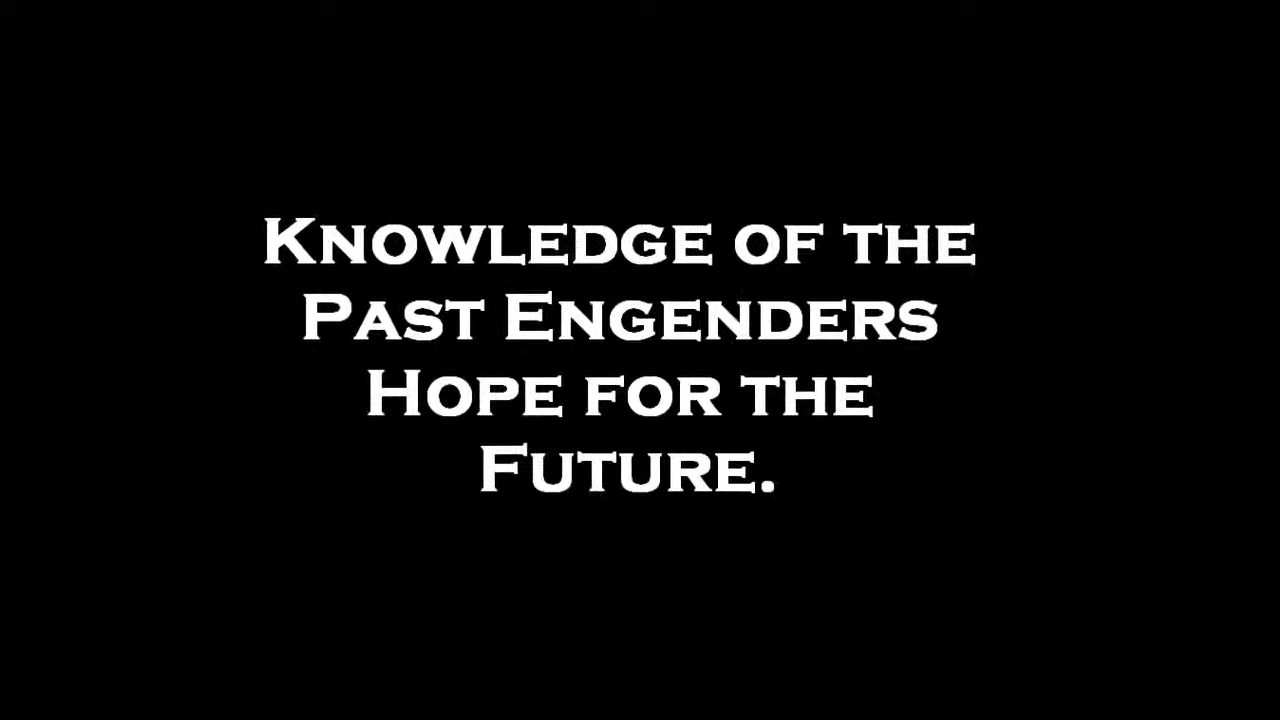 Knowledge of the
Past Engenders
Hope for the
Future.